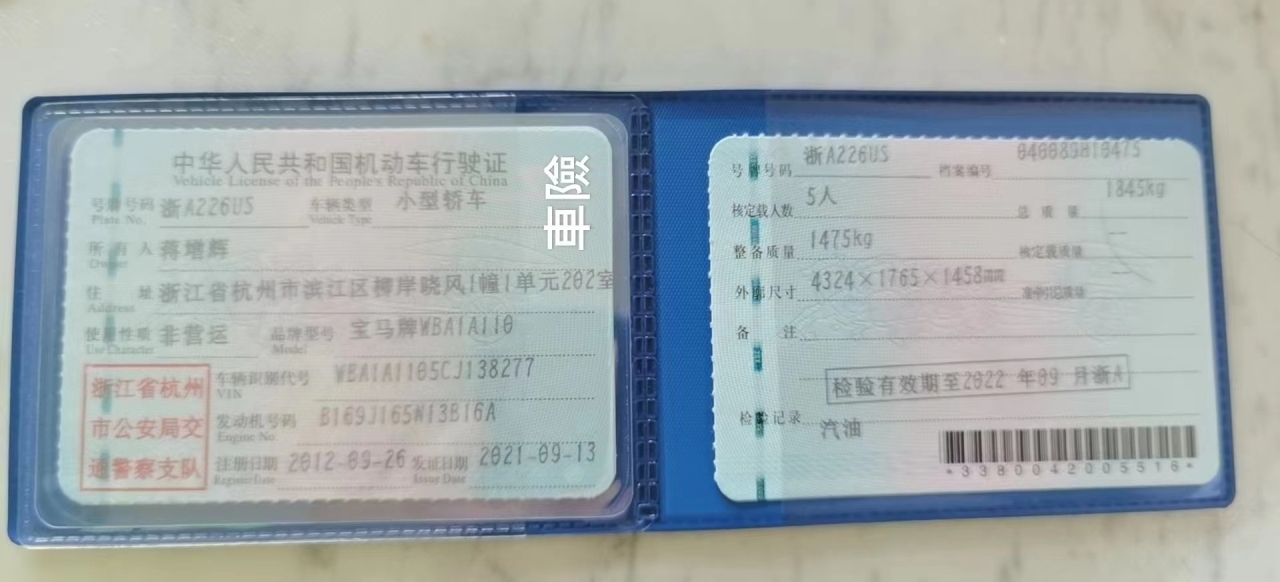 中华人民共和国机动车行驶证
Vehicle License of the People's Republic of China
号牌号码 浙A226US 车辆类型 小型轿车
Plate No. Vehicle Type
所有人 蒋增辉
Owner
住址 浙江省杭州市滨江区柳岸晓风1幢1单元202室
Address
使用性质 非营运 品牌型号 宝马牌WBA1A110
Use Character Model
车辆识别代号 WBA1A1105CJ138277
VIN
发动机号码 B169J165N13B16A
Engine No.
注册日期 2012-09-26 发证日期 2021-09-13
Register Date Issue Date
浙江省杭州
市公安局交
通警察支队
車險
号牌号码 浙A226US 档案编号
核定载人数 5人 总质量 1845kg
整备质量 1475kg 核定载质量 —
外廓尺寸 4324×1765×1458 —
备注
检验有效期至2022 年09 月浙A
检验记录
汽油
*3380042005516*